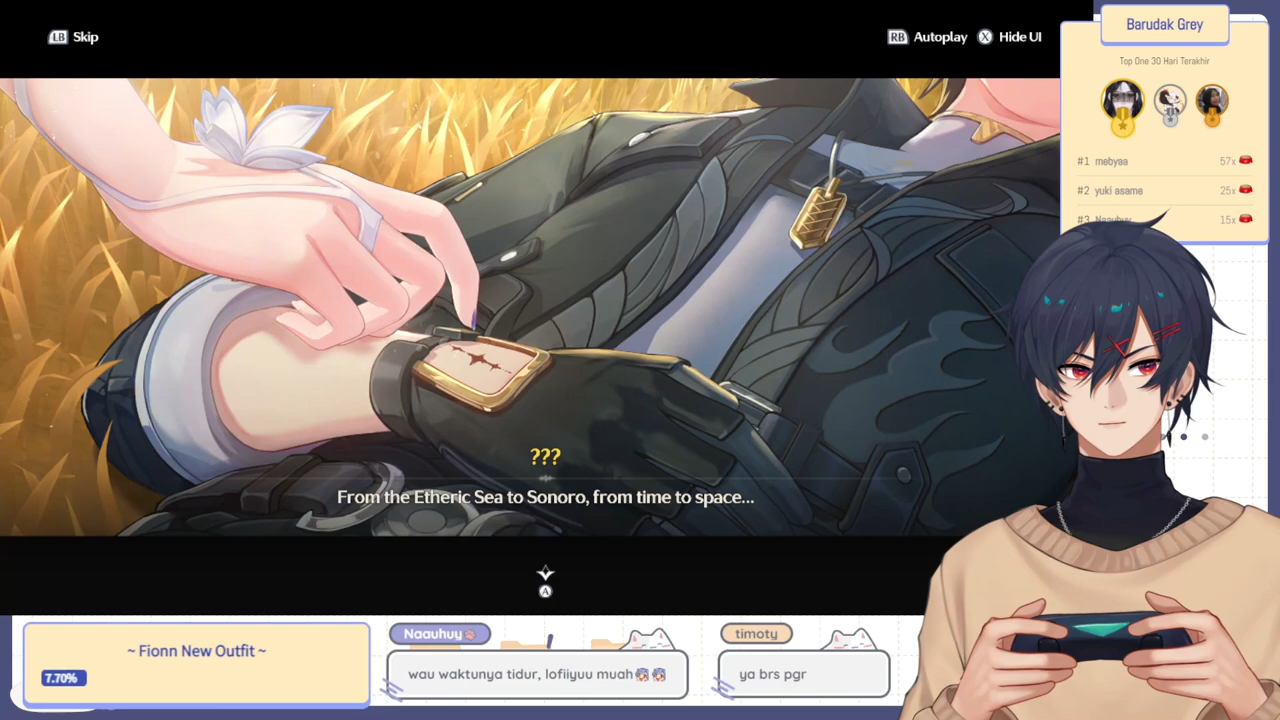 LB Skip
RB Autoplay X Hide UI
Barudak Grey
Top One 30 Hari Terakhir
#1 mebyaa 57x
#2 yuki asame 25x
#3 Naauhuy 15x
???
From the Etheric Sea to Sonoro, from time to space...
A
~ Fionn New Outfit ~
7.70%
Naauhuy
wau waktunya tidur, lofiiyuu muah
timoty
ya brs pgr